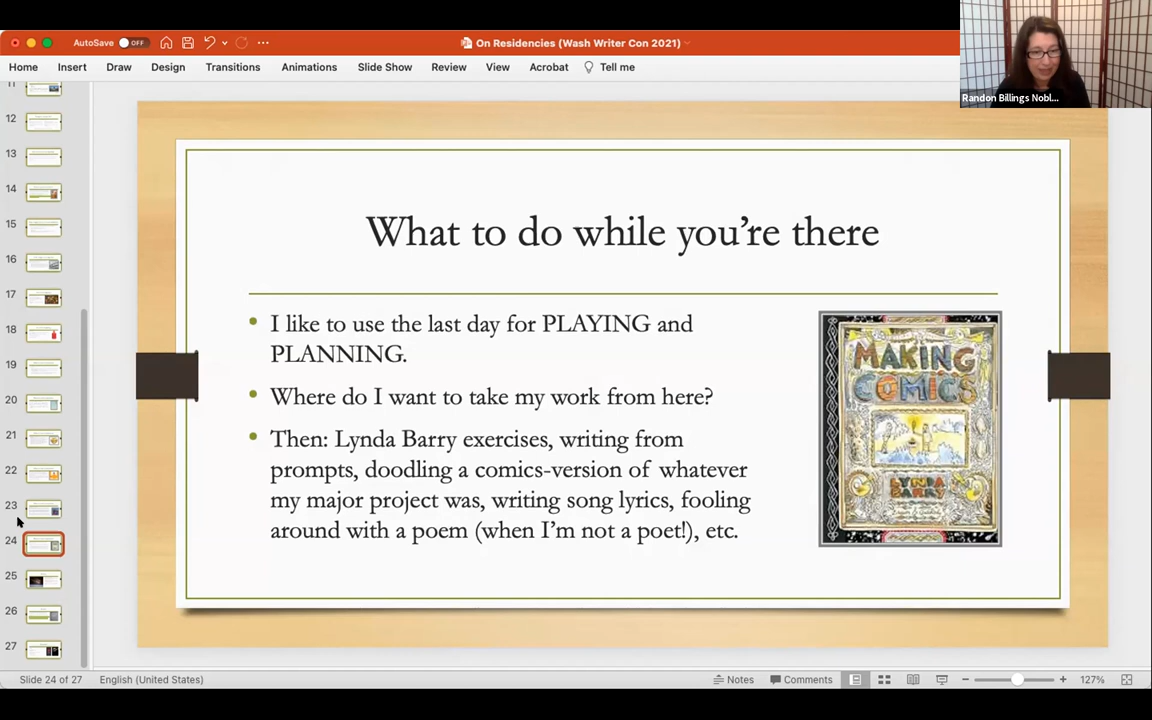 AutoSave OFF
On Residencies (Wash Writer Con 2021)
Home Insert Draw Design Transitions Animations Slide Show Review View Acrobat Tell me
Randon Billings Nobl...
11
12
13
14
15
16
17
18
19
20
21
22
23
24
25
26
27
What to do while you're there
• I like to use the last day for PLAYING and
PLANNING.
• Where do I want to take my work from here?
• Then: Lynda Barry exercises, writing from
prompts, doodling a comics-version of whatever
my major project was, writing song lyrics, fooling
around with a poem (when I'm not a poet!), etc.
MAKING
COMICS
LYNDA
BARRY
Slide 24 of 27 English (United States)
Notes Comments 127%